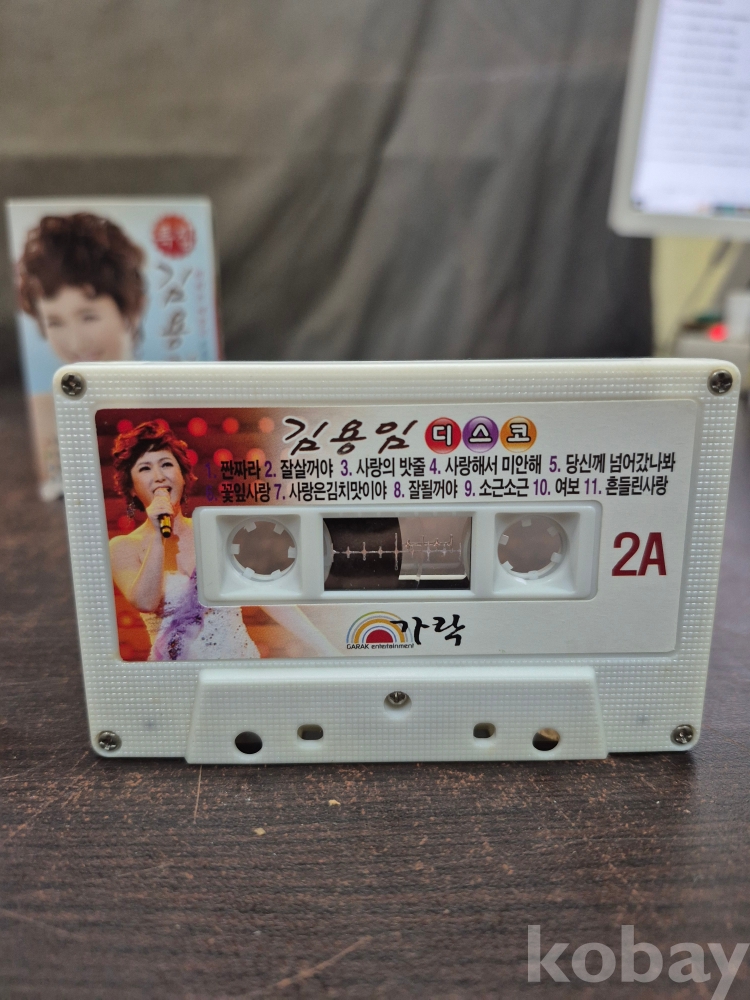 특집
김용
김용임 디스코
1. 짠짜라 2. 잘살꺼야 3. 사랑의 밧줄 4. 사랑해서 미안해 5. 당신께 넘어갔나봐
6. 꽃잎사랑 7. 사랑은김치맛이야 8. 잘될꺼야 9. 소근소근 10. 여보 11. 흔들린사랑
2A
가락
GARAK entertainment
kobay